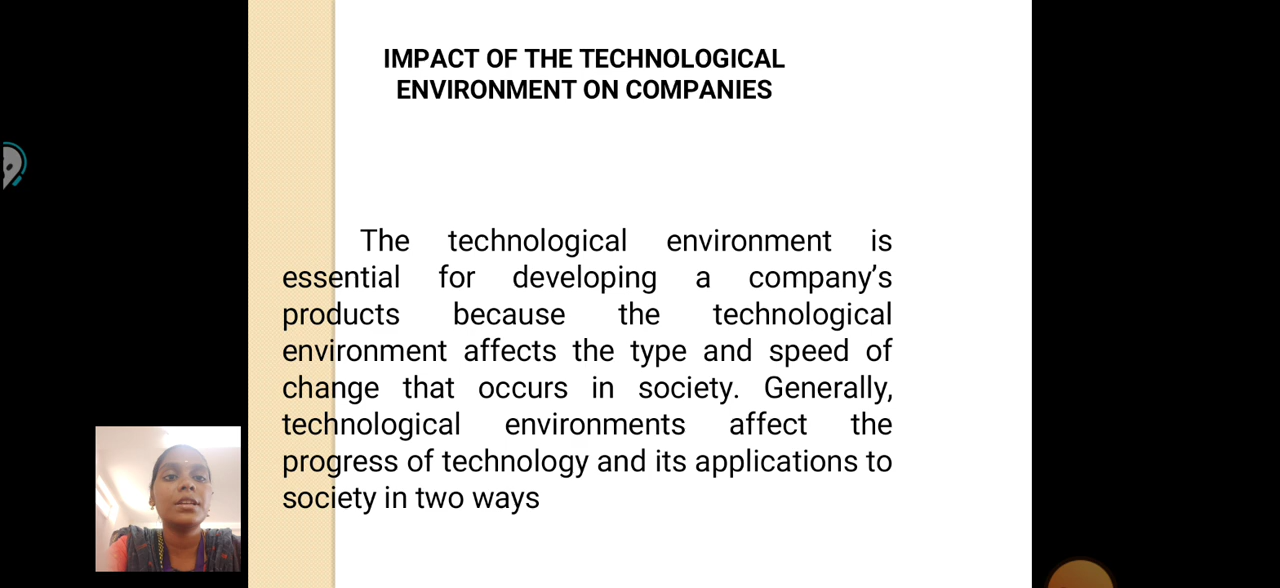 IMPACT OF THE TECHNOLOGICAL
ENVIRONMENT ON COMPANIES
The technological environment is
essential for developing a company’s
products because the technological
environment affects the type and speed of
change that occurs in society. Generally,
technological environments affect the
progress of technology and its applications to
society in two ways